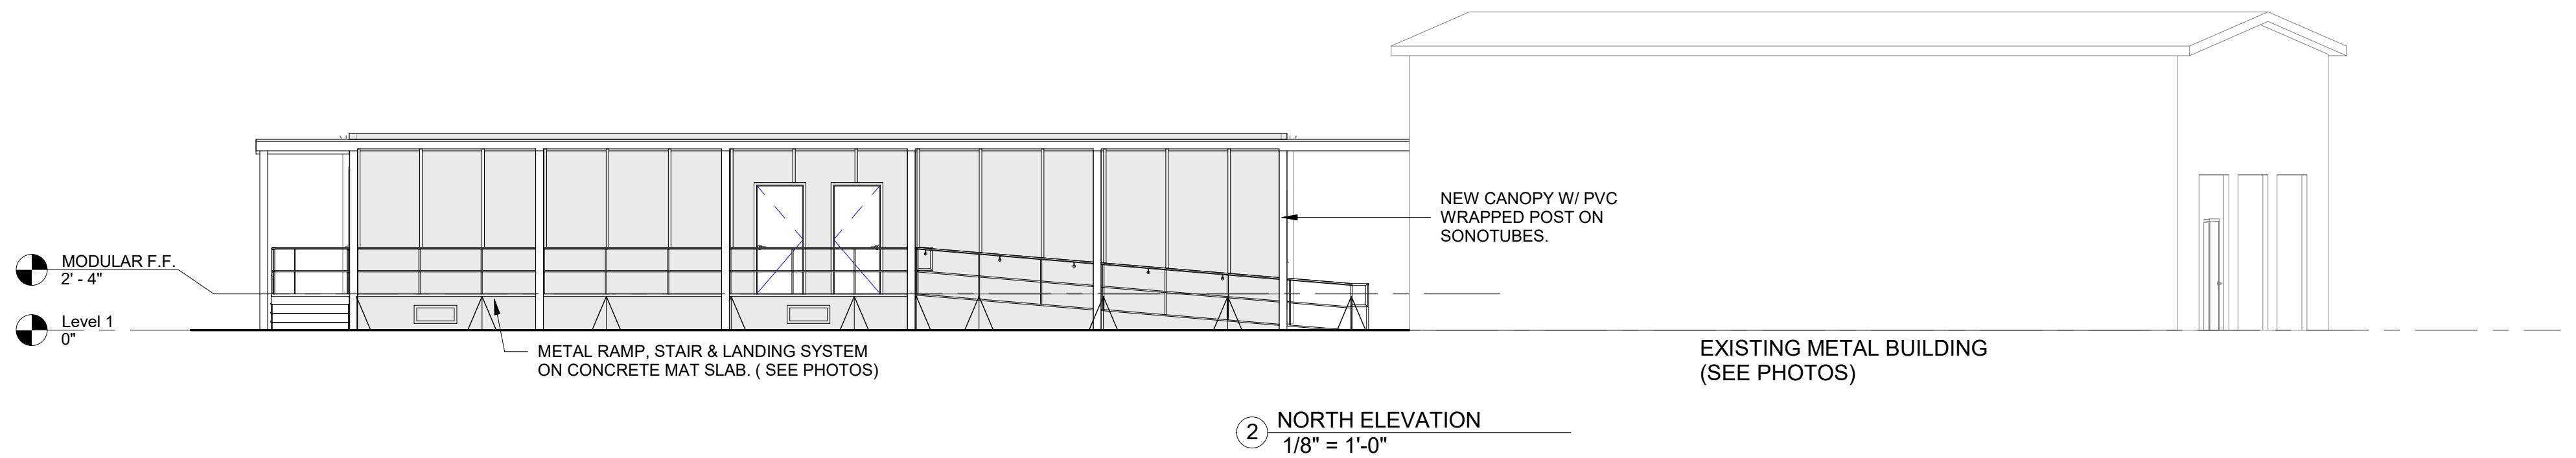 NEW CANOPY W/ PVC
WRAPPED POST ON
SONOTUBES.
MODULAR F.F.
2' - 4"
Level 1
0"
METAL RAMP, STAIR & LANDING SYSTEM
ON CONCRETE MAT SLAB. ( SEE PHOTOS)
EXISTING METAL BUILDING
(SEE PHOTOS)
2
NORTH ELEVATION
1/8" = 1'-0"